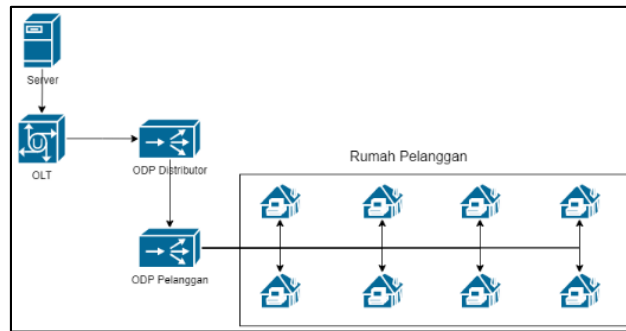 Server
OLT
ODP Distributor
Rumah Pelanggan
ODP Pelanggan